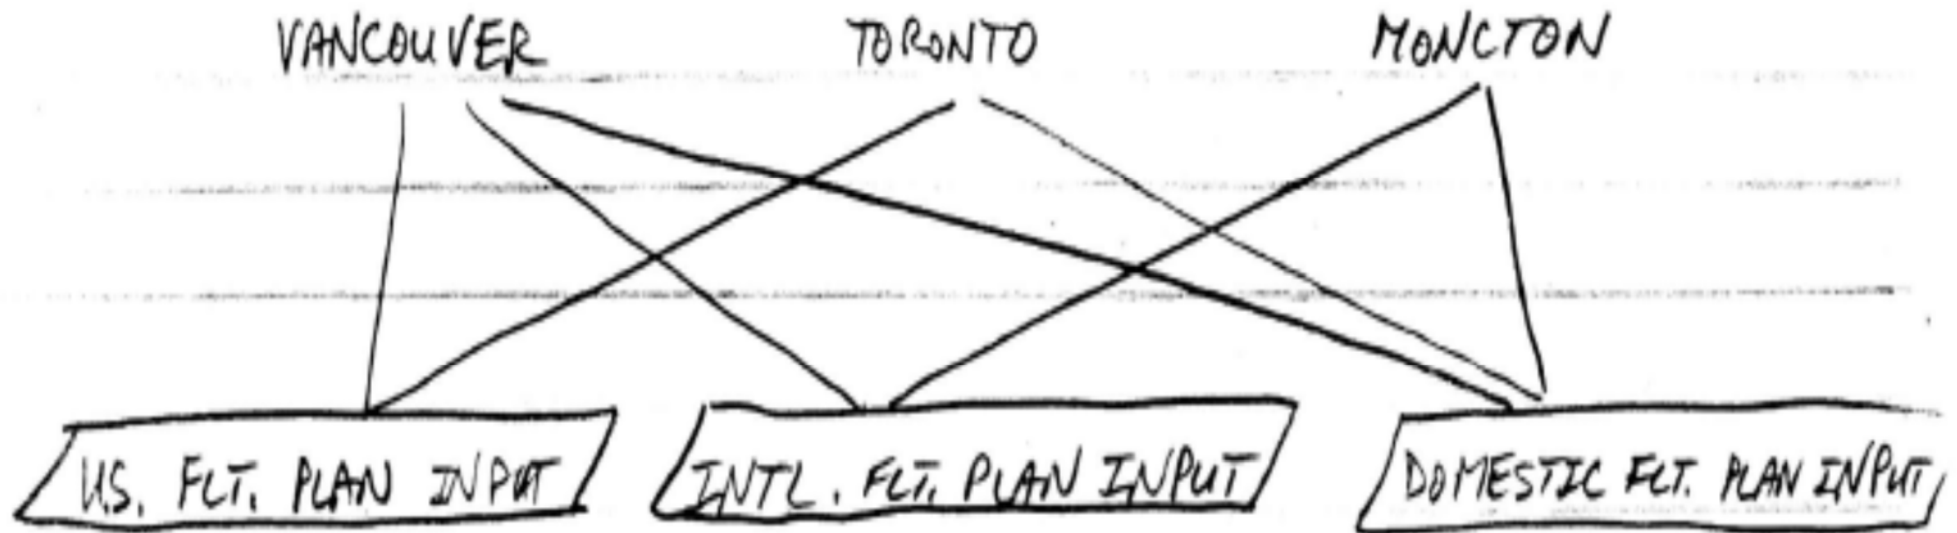 VANCOUVER TORONTO MONCTON
U.S. FLT. PLAN INPUT INTL. FLT. PLAN INPUT DOMESTIC FLT. PLAN INPUT